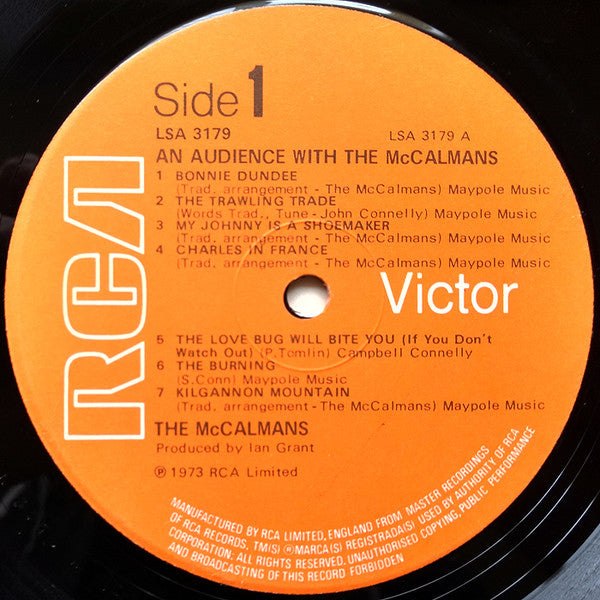 Side 1
LSA 3179
LSA 3179 A
AN AUDIENCE WITH THE McCALMANS
1 BONNIE DUNDEE
(Trad. arrangement - The McCalmans) Maypole Music
2 THE TRAWLING TRADE
(Words Trad., Tune - John Connelly) Maypole Music
3 MY JOHNNY IS A SHOEMAKER
(Trad. arrangement - The McCalmans) Maypole Music
4 CHARLES IN FRANCE
(Trad. arrangement - The McCalmans) Maypole Music
RCA
Victor
5 THE LOVE BUG WILL BITE YOU (If You Don't
Watch Out) (P.Tomlin) Campbell Connelly
6 THE BURNING
(S.Conn) Maypole Music
7 KILGANNON MOUNTAIN
(Trad. arrangement - The McCalmans) Maypole Music
THE McCALMANS
Produced by Ian Grant
℗ 1973 RCA Limited
MANUFACTURED BY RCA LIMITED, ENGLAND FROM MASTER RECORDINGS
OF RCA RECORDS, TM(S) ® MARCA(S) REGISTRADA(S) USED BY AUTHORITY OF RCA
CORPORATION. ALL RIGHTS RESERVED. UNAUTHORISED COPYING, PUBLIC PERFORMANCE
AND BROADCASTING OF THIS RECORD FORBIDDEN